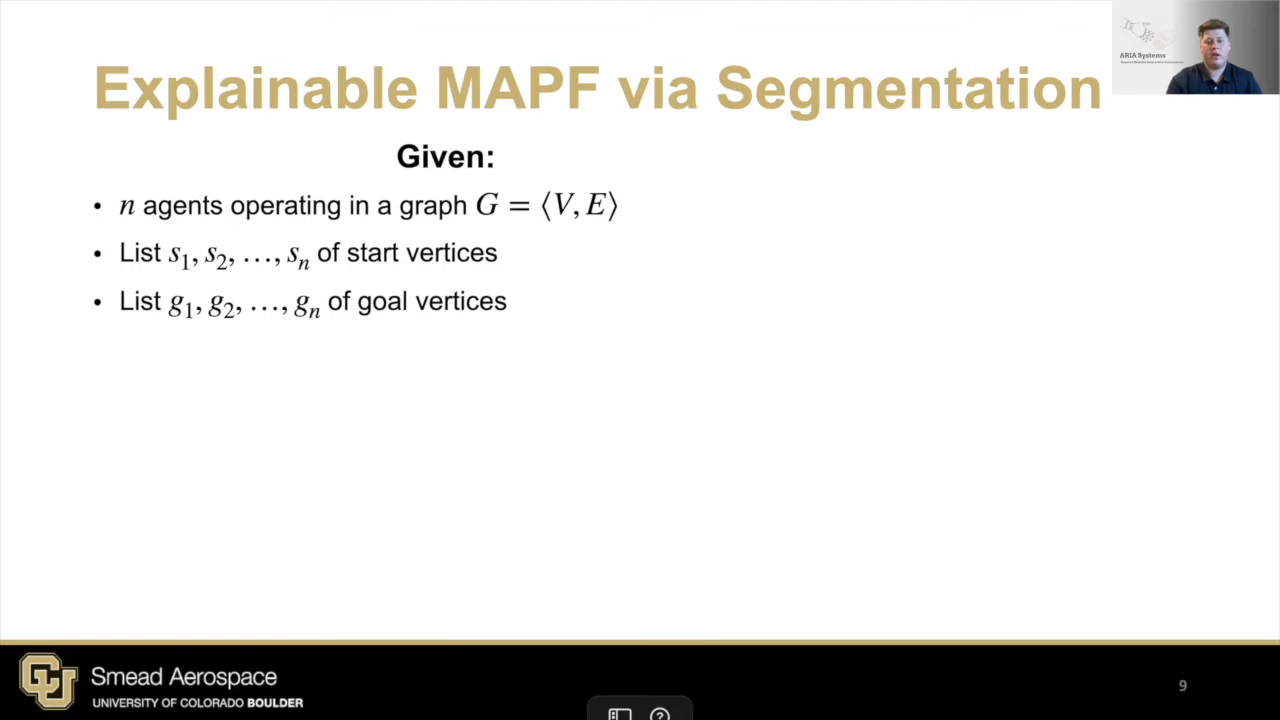 Explainable MAPF via Segmentation
ARIA Systems
Given:
• n agents operating in a graph G = ⟨V, E⟩
• List s₁, s₂, …, sₙ of start vertices
• List g₁, g₂, …, gₙ of goal vertices
CU
Smead Aerospace
UNIVERSITY OF COLORADO BOULDER
9